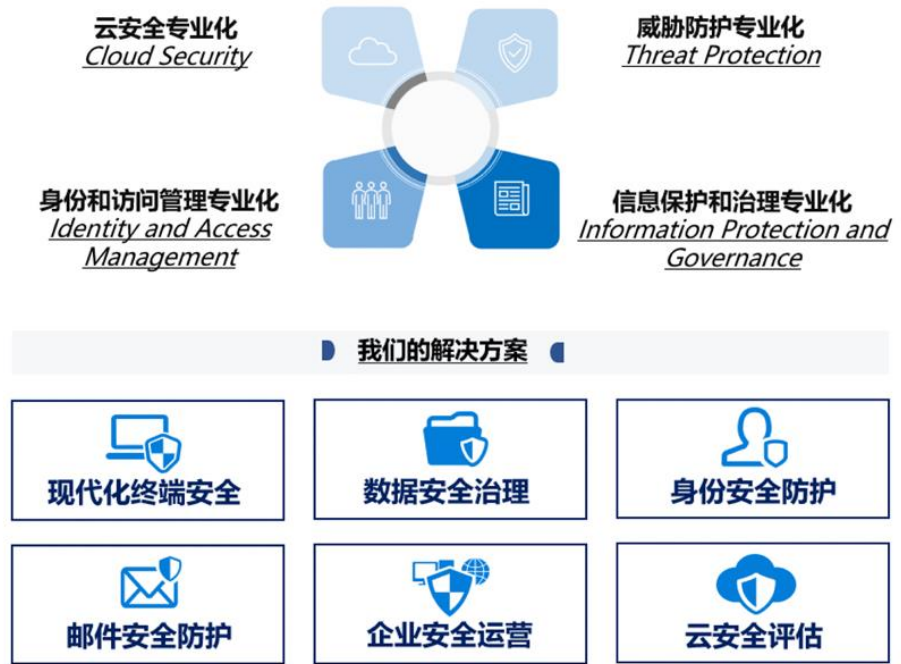 云安全专业化
Cloud Security
威胁防护专业化
Threat Protection
身份和访问管理专业化
Identity and Access
Management
信息保护和治理专业化
Information Protection and
Governance
我们的解决方案
现代化终端安全
数据安全治理
身份安全防护
邮件安全防护
企业安全运营
云安全评估